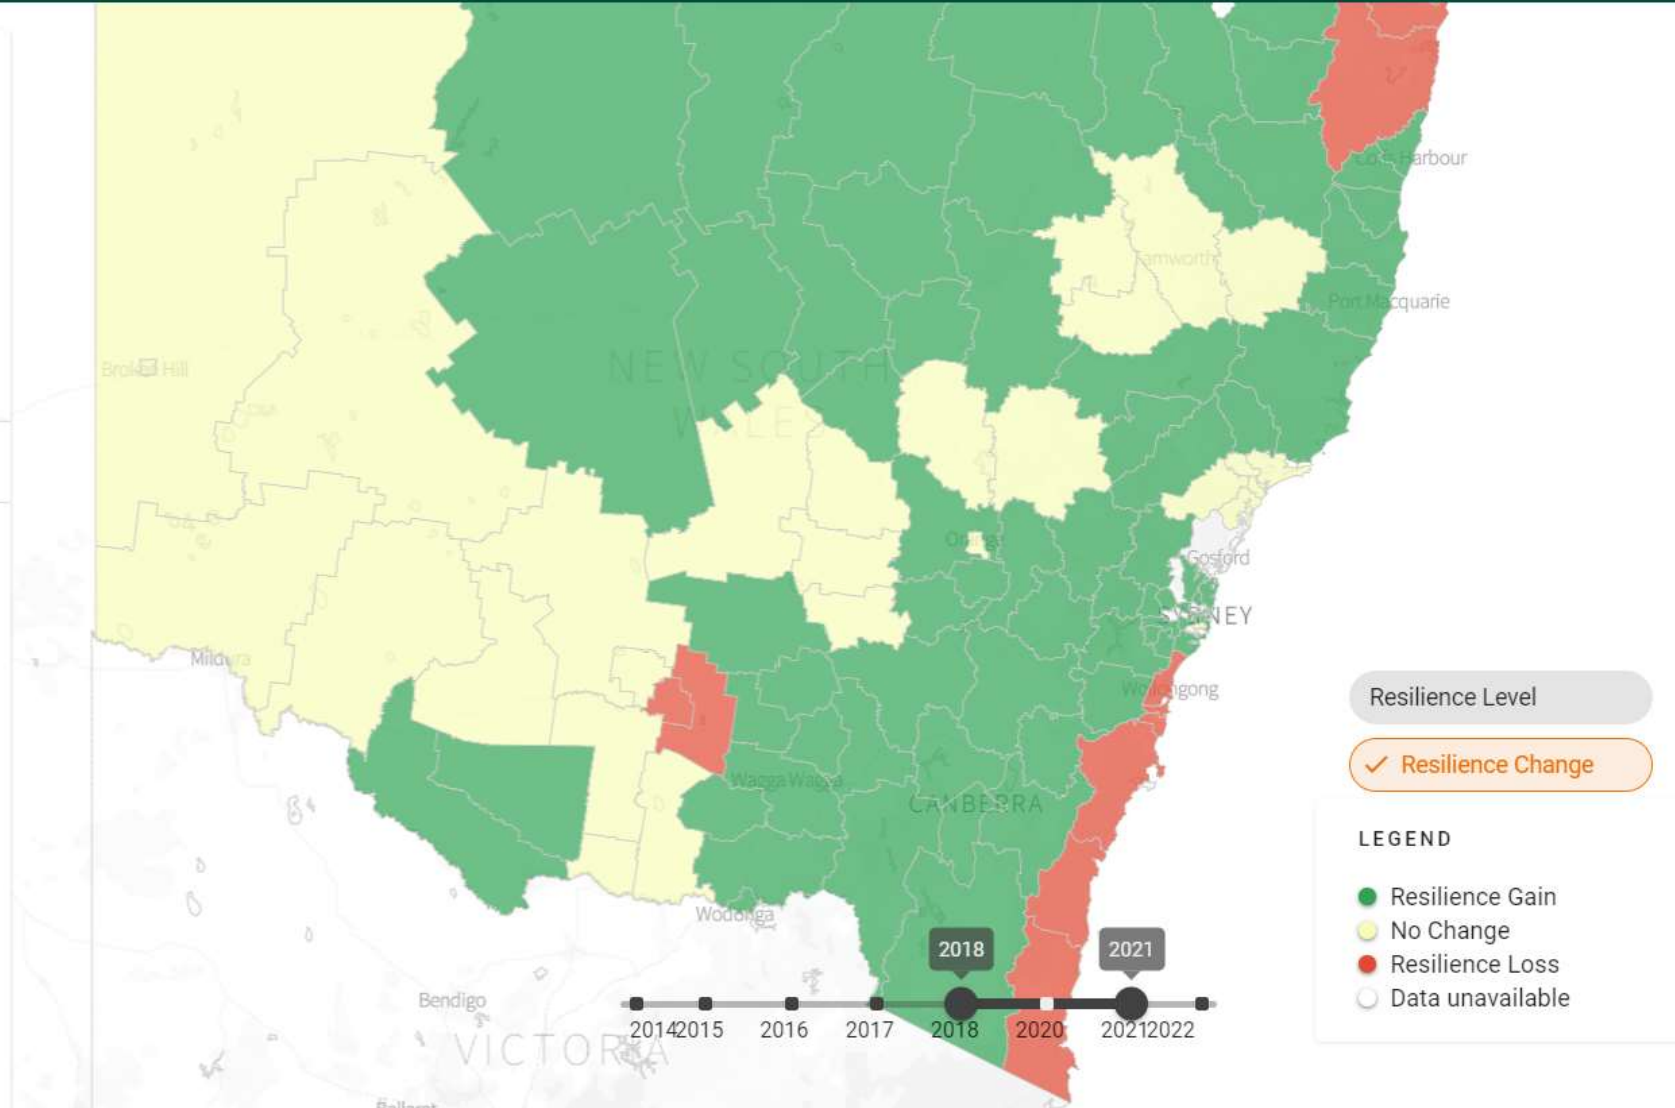 Coffs Harbour
Tamworth
Port Macquarie
Broken Hill
NEW SOUTH
WALES
Orange
Gosford
SYDNEY
Mildura
Wollongong
Resilience Level
Resilience Change
Wagga Wagga
CANBERRA
LEGEND
Resilience Gain
No Change
Resilience Loss
Data unavailable
Wodonga
2018
2021
Bendigo
2014 2015 2016 2017 2018 2020 2021 2022
VICTORIA
Ballarat